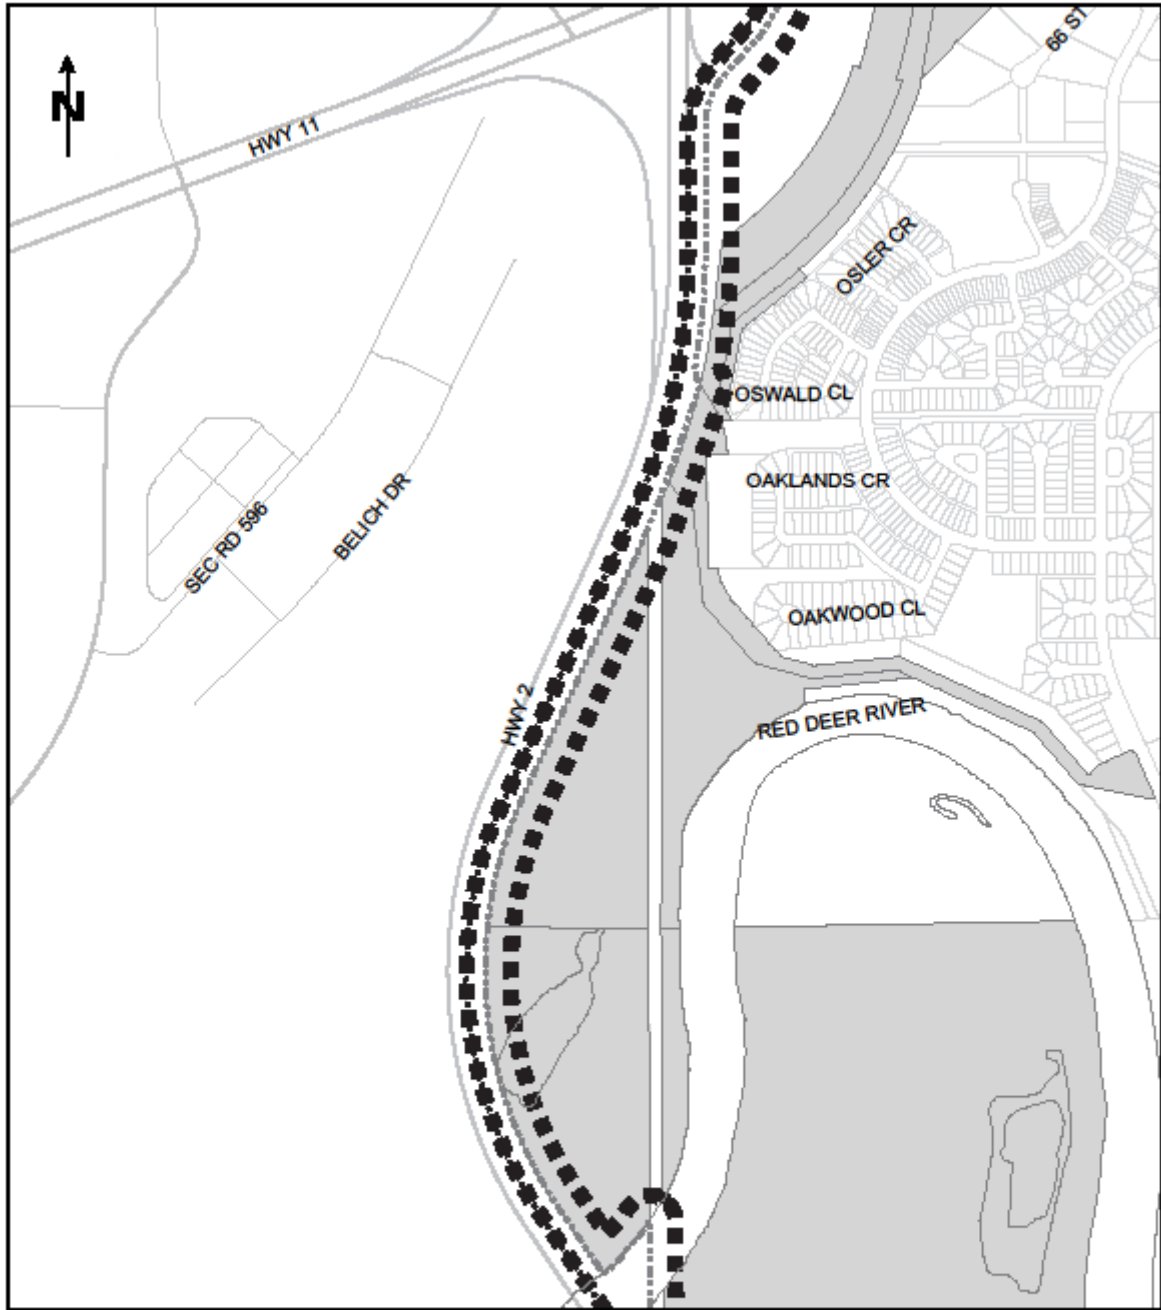 66 ST
N
HWY 11
OSLER CR
OSWALD CL
OAKLANDS CR
SEC RD 596
BELICH DR
OAKWOOD CL
HWY 2
RED DEER RIVER